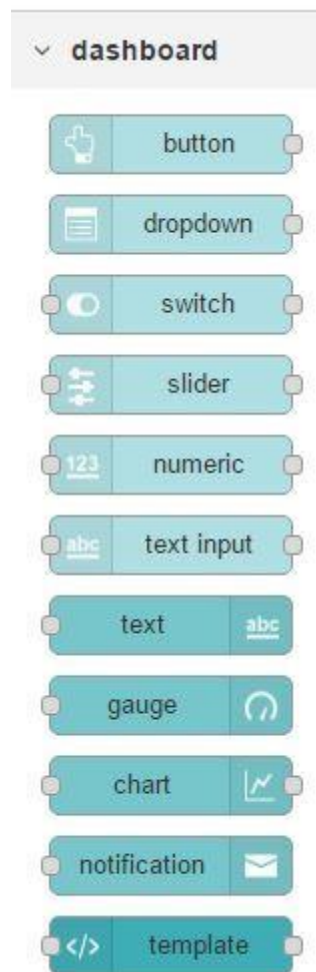 dashboard
button
dropdown
switch
slider
123 numeric
abc text input
text abc
gauge
chart
notification
</> template